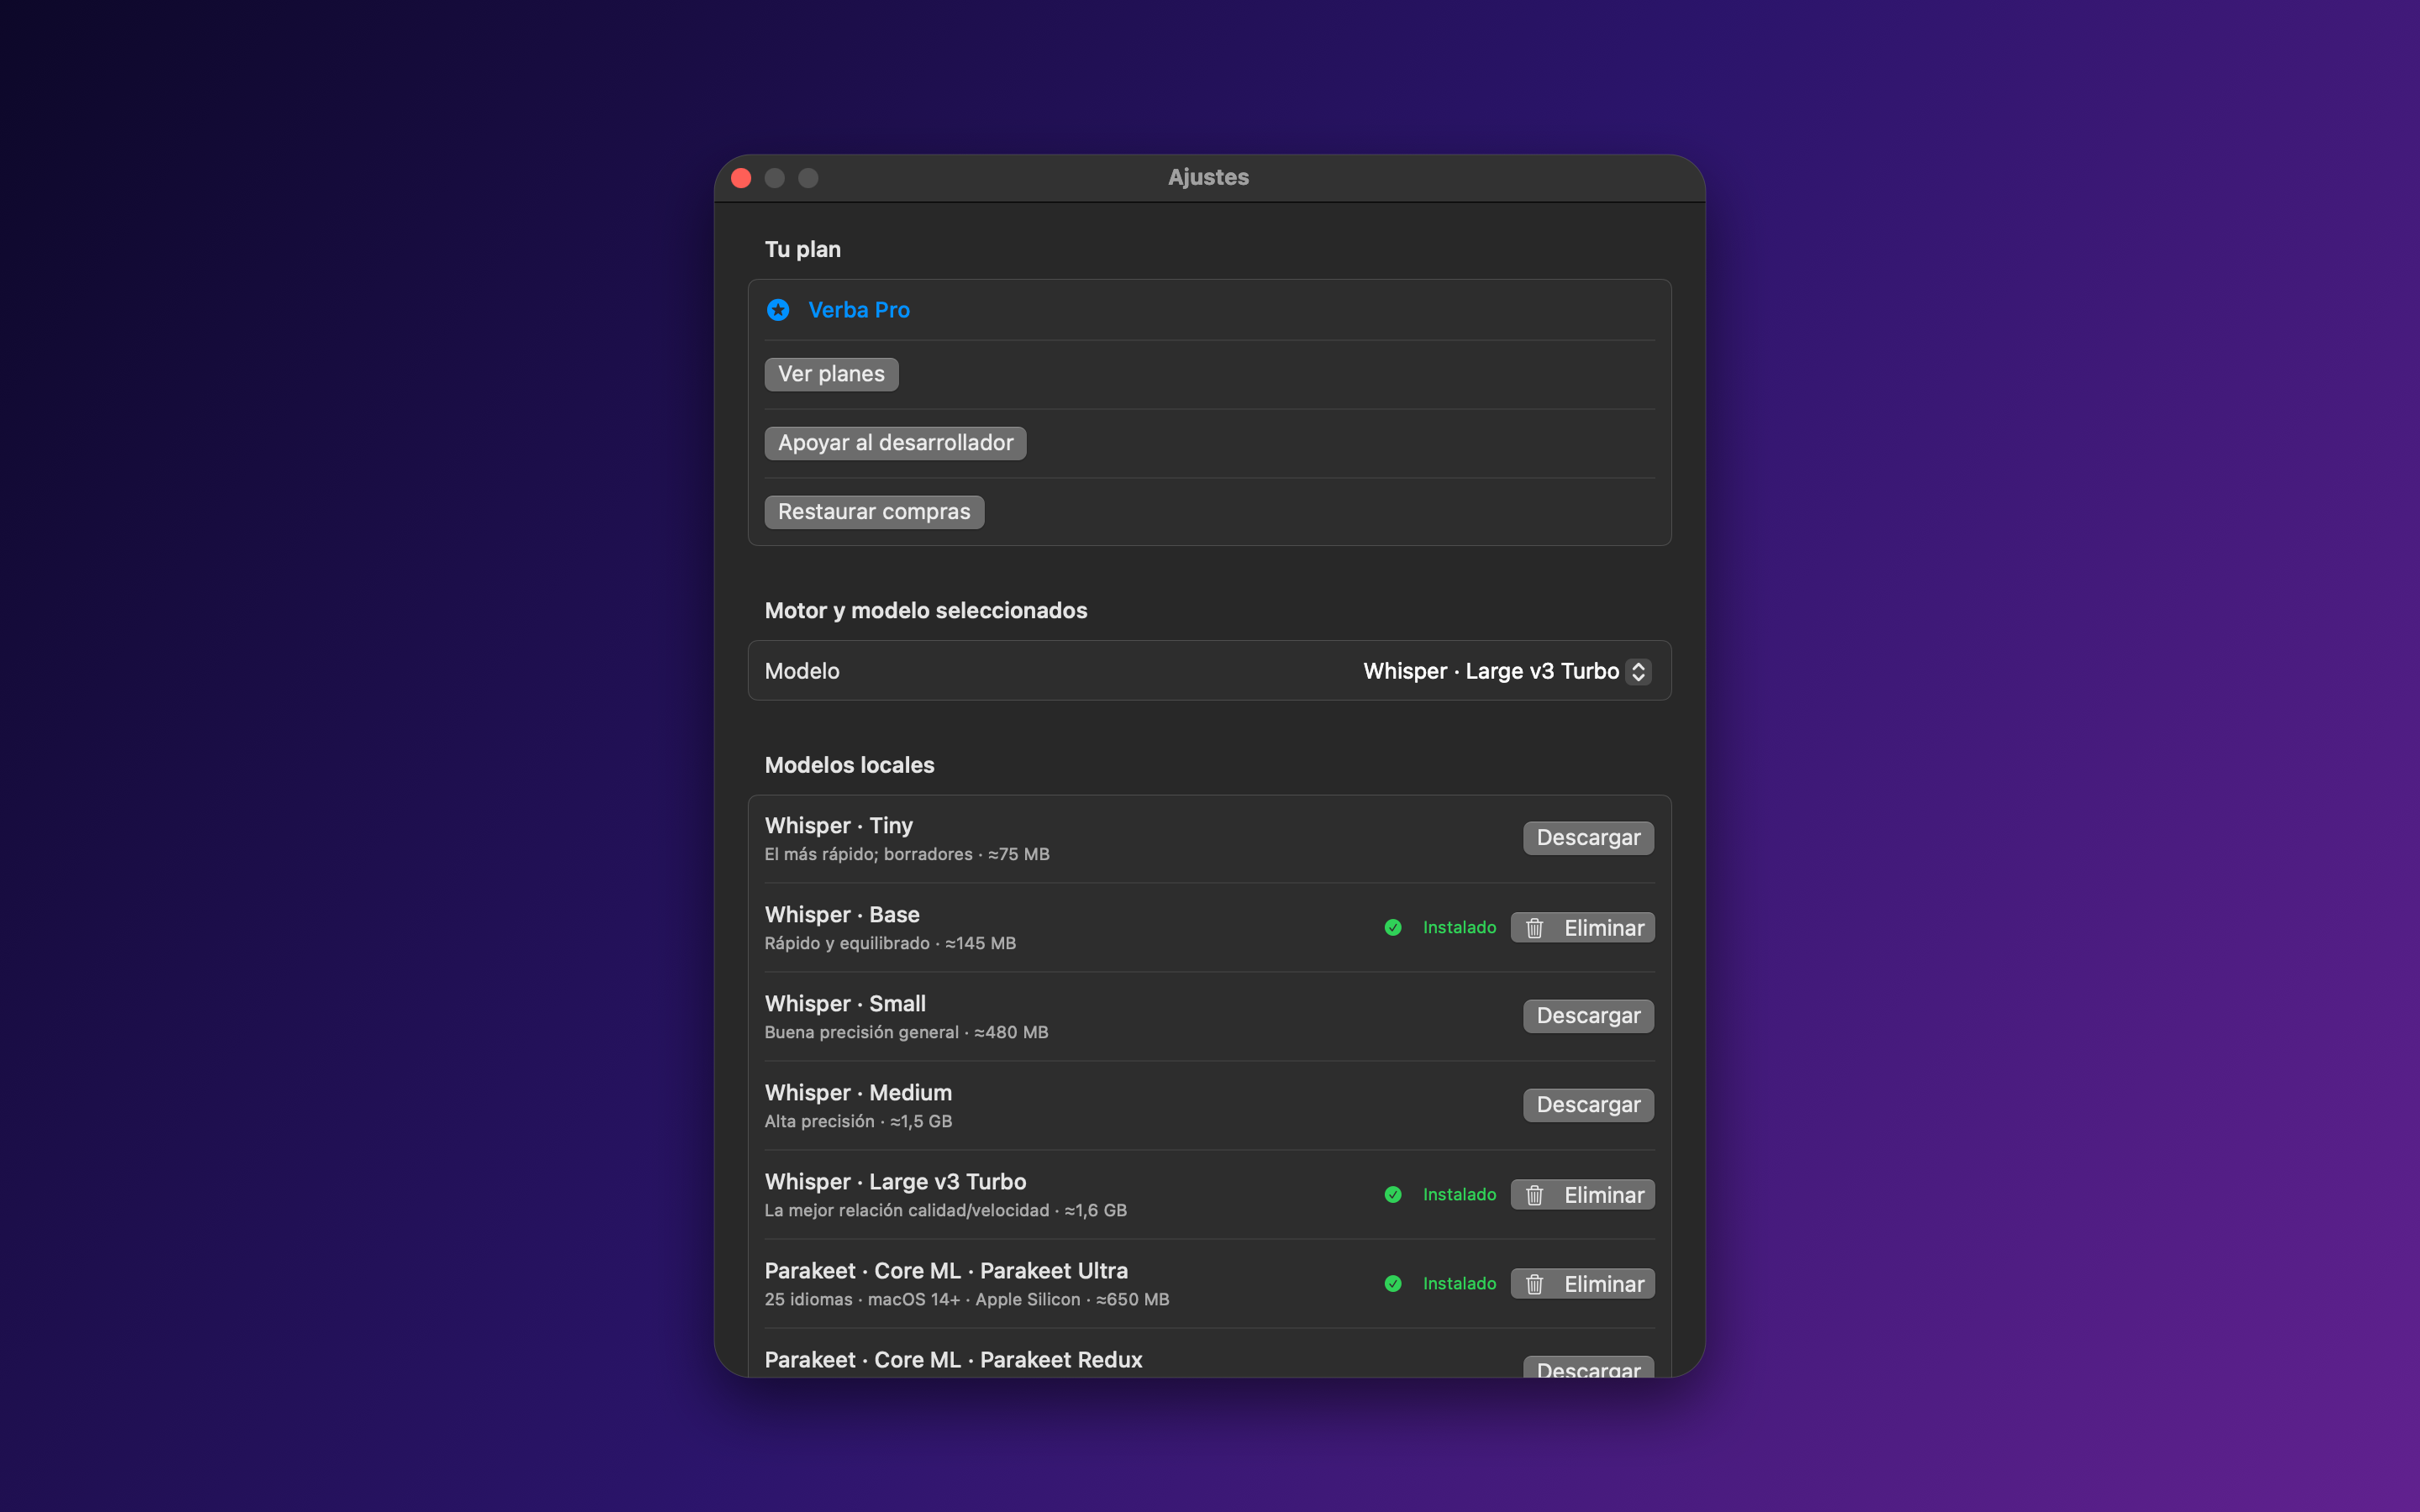 Ajustes
Tu plan
Verba Pro
Ver planes
Apoyar al desarrollador
Restaurar compras
Motor y modelo seleccionados
Modelo Whisper · Large v3 Turbo
Modelos locales
Whisper · Tiny
El más rápido; borradores · ≈75 MB
Descargar
Whisper · Base
Rápido y equilibrado · ≈145 MB
Instalado Eliminar
Whisper · Small
Buena precisión general · ≈480 MB
Descargar
Whisper · Medium
Alta precisión · ≈1,5 GB
Descargar
Whisper · Large v3 Turbo
La mejor relación calidad/velocidad · ≈1,6 GB
Instalado Eliminar
Parakeet · Core ML · Parakeet Ultra
25 idiomas · macOS 14+ · Apple Silicon · ≈650 MB
Instalado Eliminar
Parakeet · Core ML · Parakeet Redux
Descargar